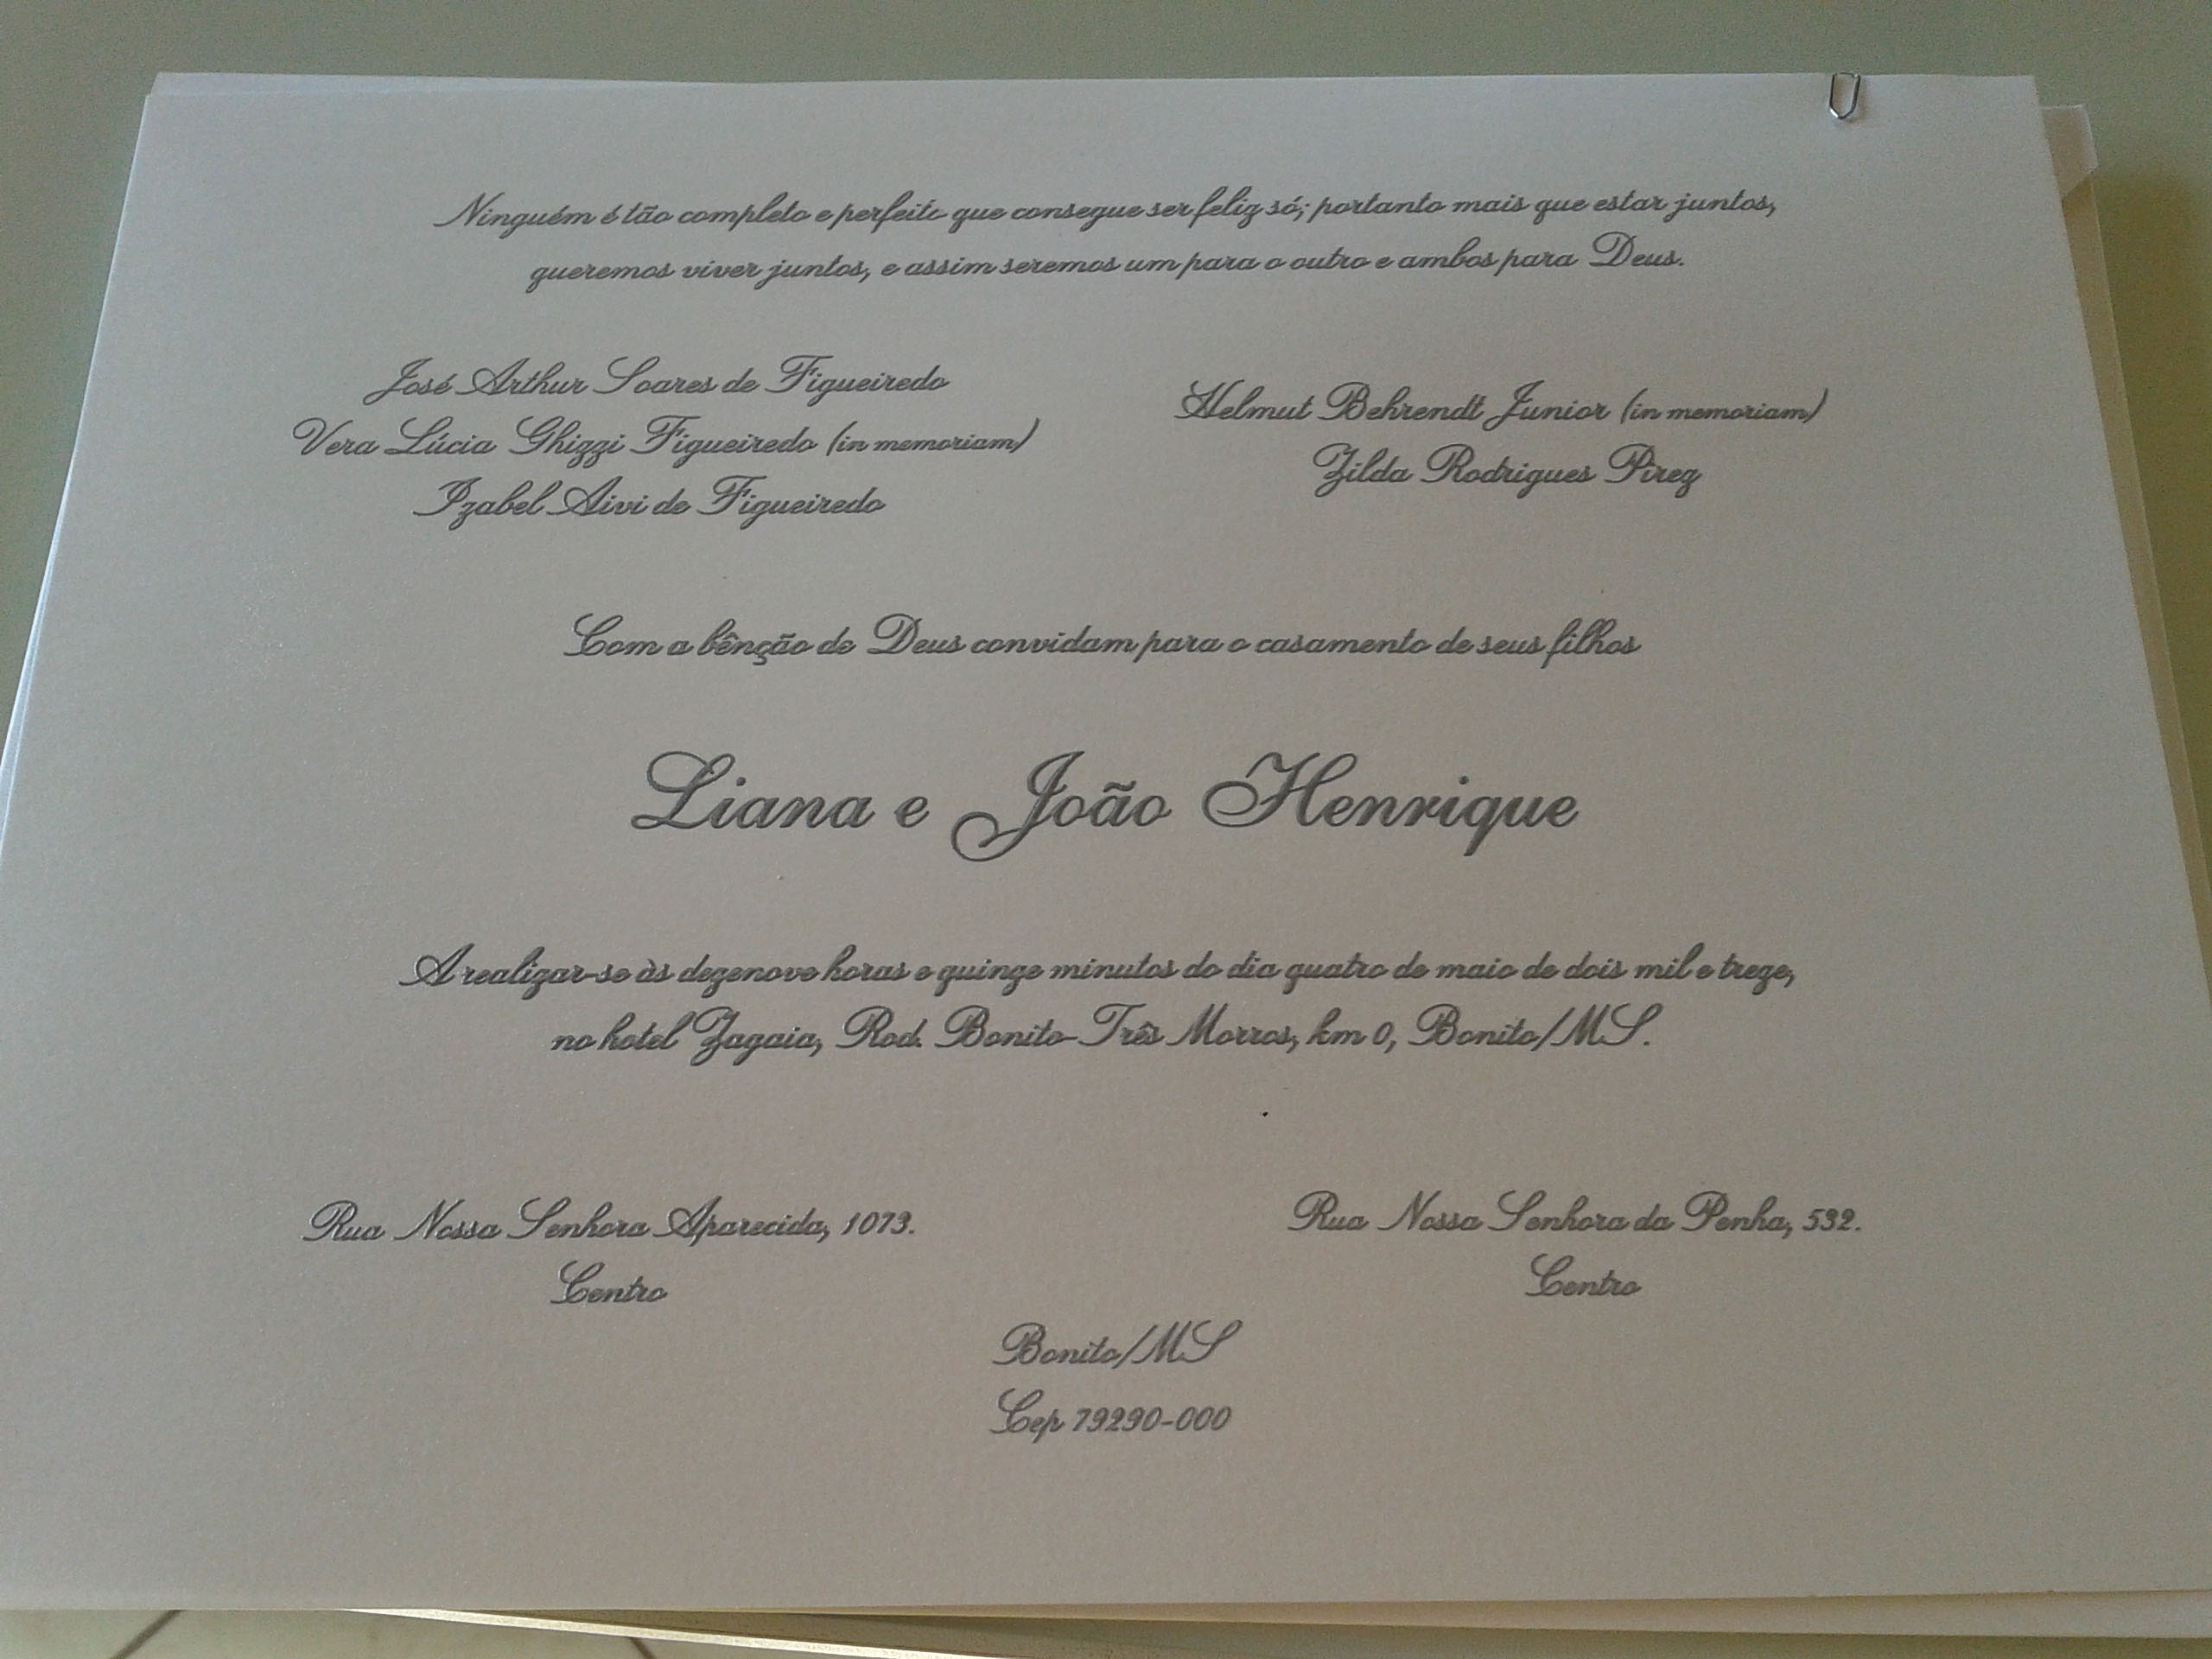 Ninguém é tão completo e perfeito que consegue ser feliz só; portanto mais que estar juntos,
queremos viver juntos, e assim seremos um para o outro e ambos para Deus.
José Arthur Soares de Figueiredo
Vera Lúcia Ghizzi Figueiredo (in memoriam)
Izabel Aivi de Figueiredo
Helmut Behrendt Junior (in memoriam)
Zilda Rodrigues Pirez
Com a bênção de Deus convidam para o casamento de seus filhos
Liana e João Henrique
A realizar-se às dezenove horas e quinze minutos do dia quatro de maio de dois mil e treze,
no hotel Zagaia, Rod. Bonito-Três Morros, km 0, Bonito/MS.
Rua Nossa Senhora Aparecida, 1073.
Centro
Rua Nossa Senhora da Penha, 532.
Centro
Bonito/MS
Cep 79290-000